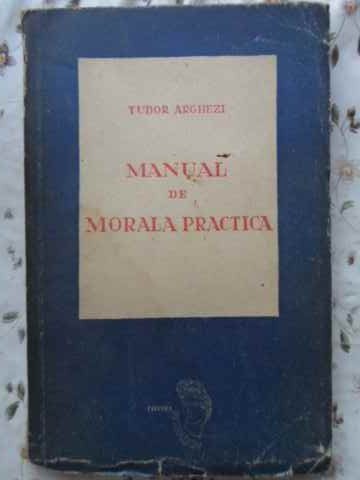 TUDOR ARGHEZI
MANUAL
DE
MORALA PRACTICA